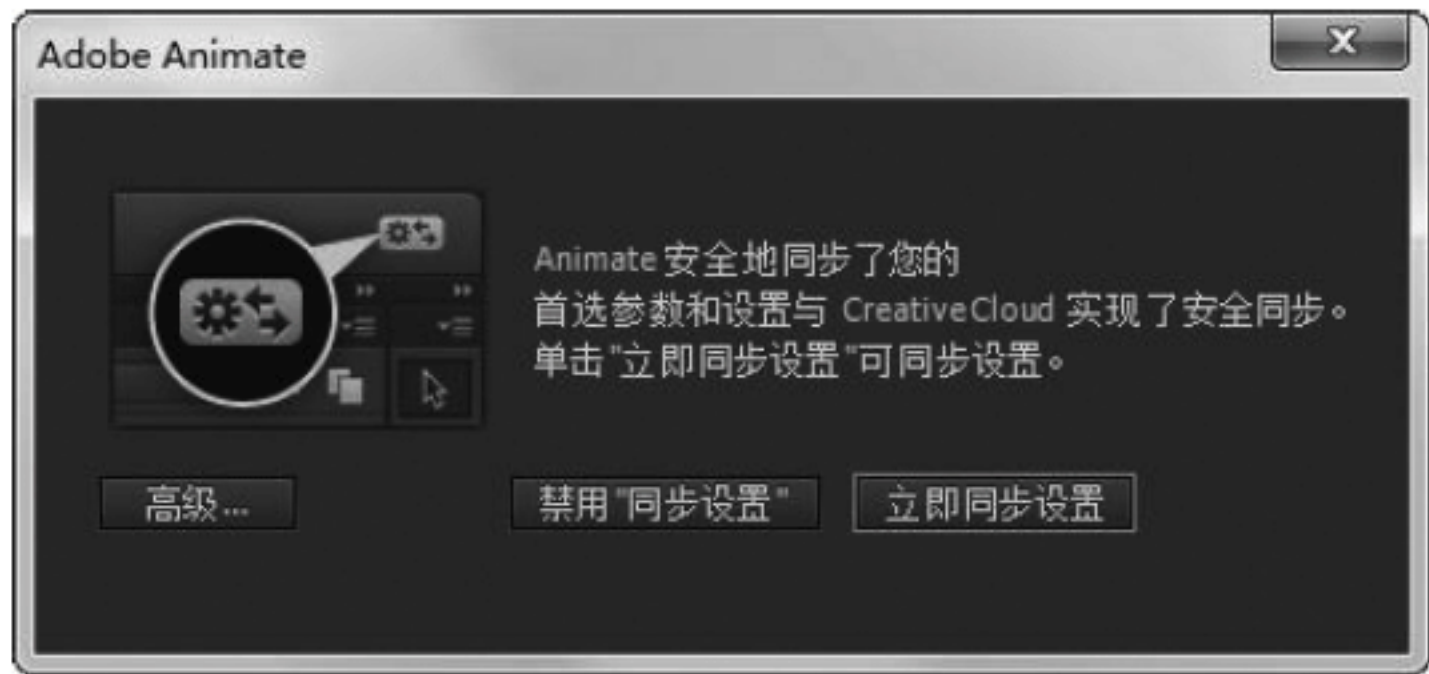 Adobe Animate
Animate 安全地同步了您的
首选参数和设置与 CreativeCloud 实现了安全同步。
单击"立即同步设置"可同步设置。
高级...
禁用"同步设置"
立即同步设置